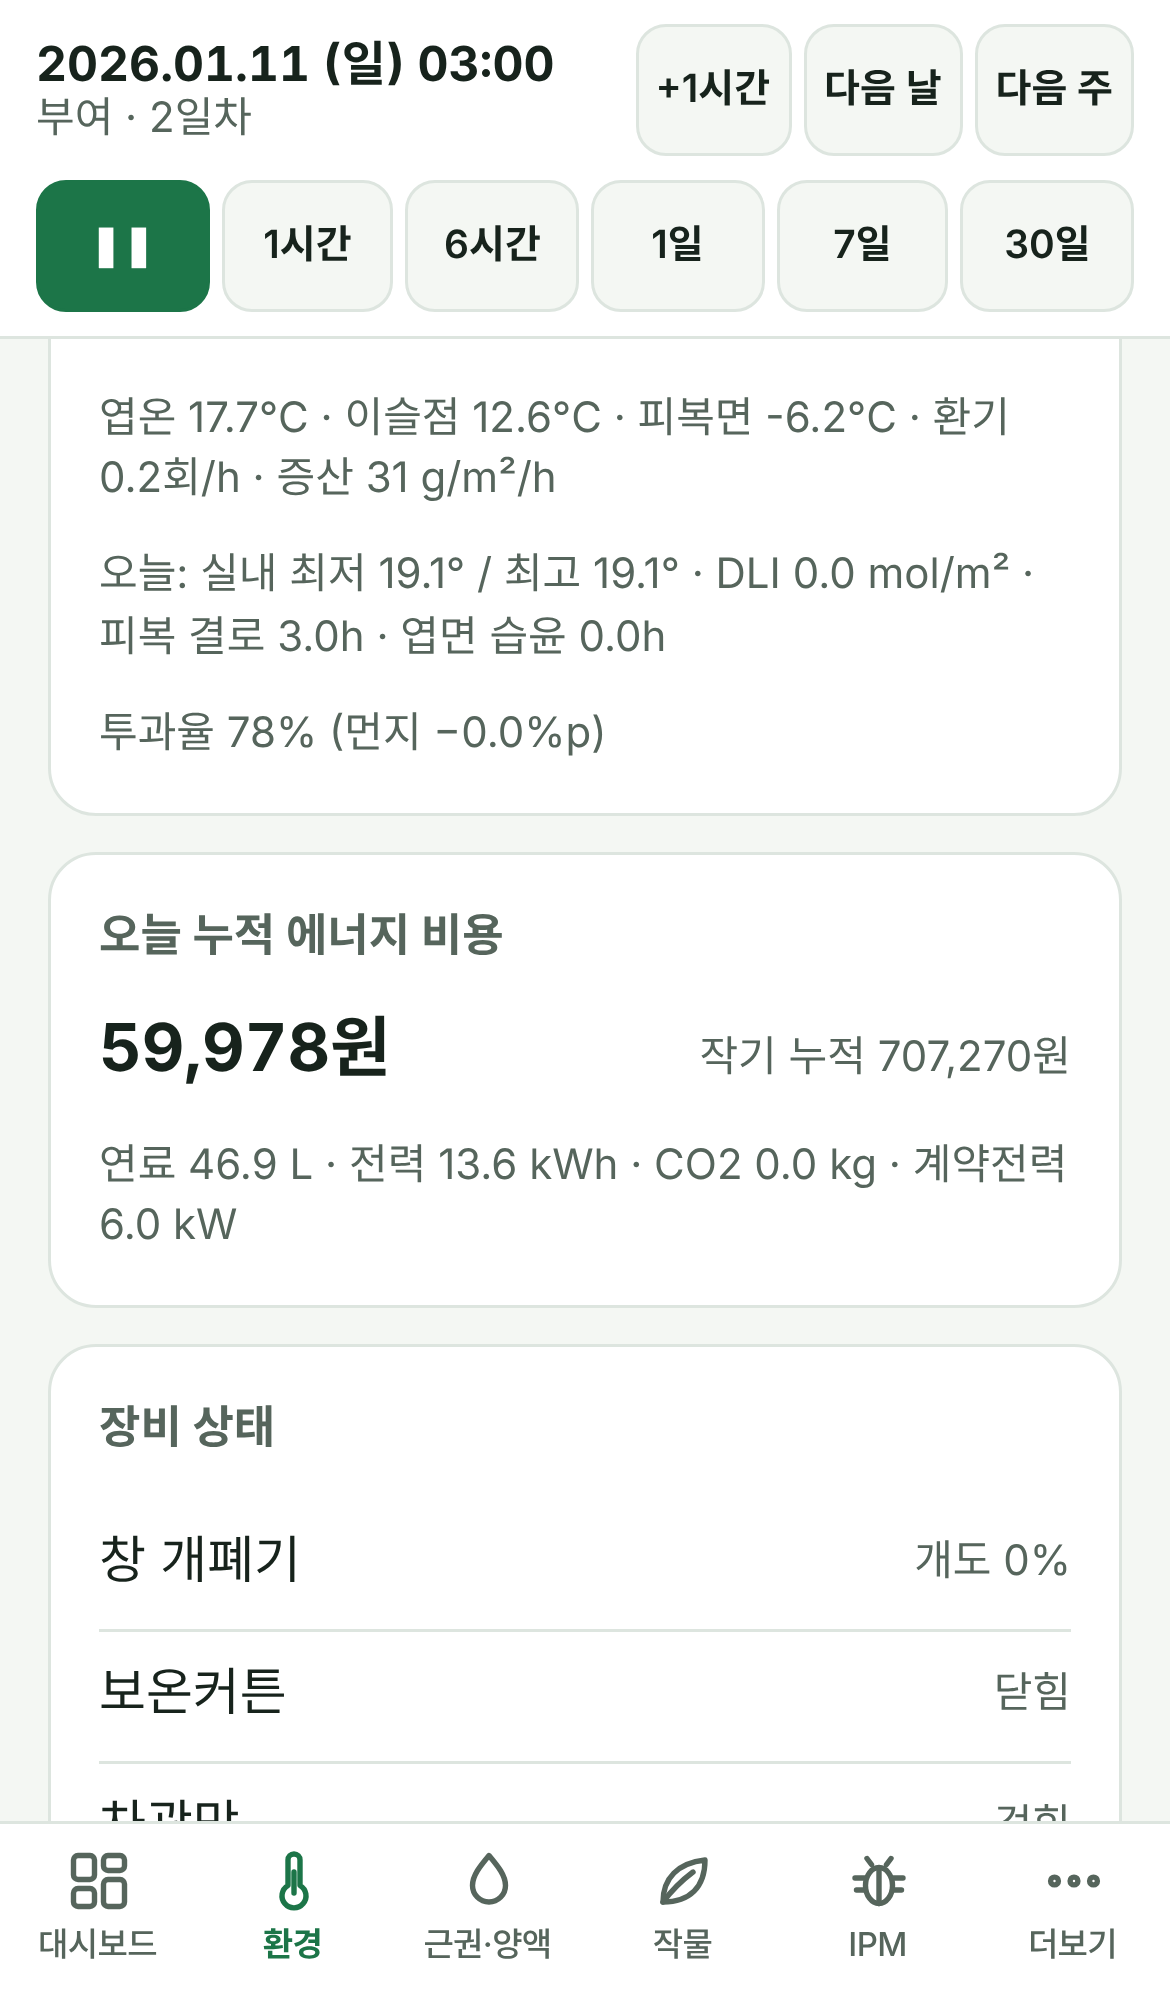 2026.01.11 (일) 03:00
부여 · 2일차
+1시간
다음 날
다음 주
1시간
6시간
1일
7일
30일
엽온 17.7°C · 이슬점 12.6°C · 피복면 -6.2°C · 환기
0.2회/h · 증산 31 g/m²/h
오늘: 실내 최저 19.1° / 최고 19.1° · DLI 0.0 mol/m² ·
피복 결로 3.0h · 엽면 습윤 0.0h
투과율 78% (먼지 −0.0%p)
오늘 누적 에너지 비용
59,978원
작기 누적 707,270원
연료 46.9 L · 전력 13.6 kWh · CO2 0.0 kg · 계약전력
6.0 kW
장비 상태
창 개폐기
개도 0%
보온커튼
닫힘
대시보드
환경
근권·양액
작물
IPM
더보기